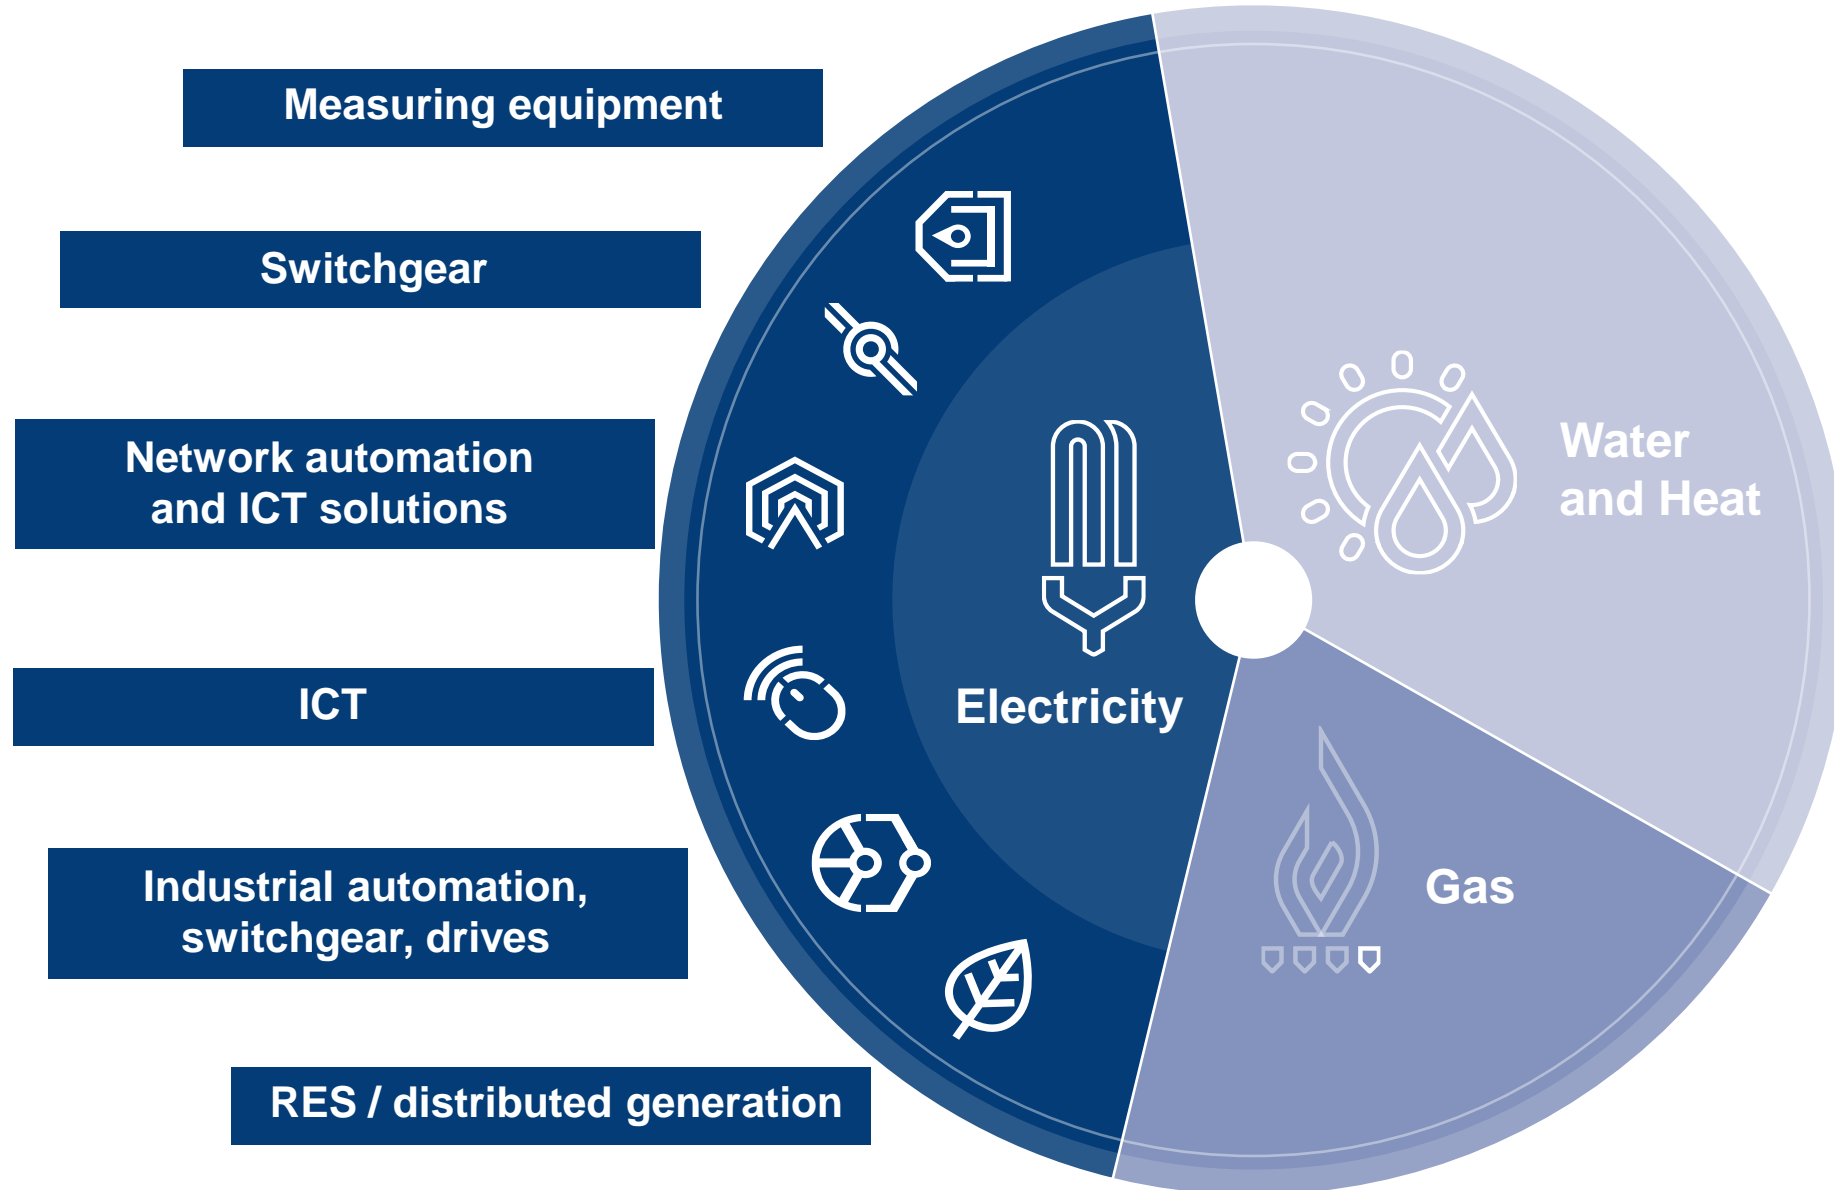 Measuring equipment
Switchgear
Network automation
and ICT solutions
ICT
Industrial automation,
switchgear, drives
RES / distributed generation
Electricity
Water
and Heat
Gas